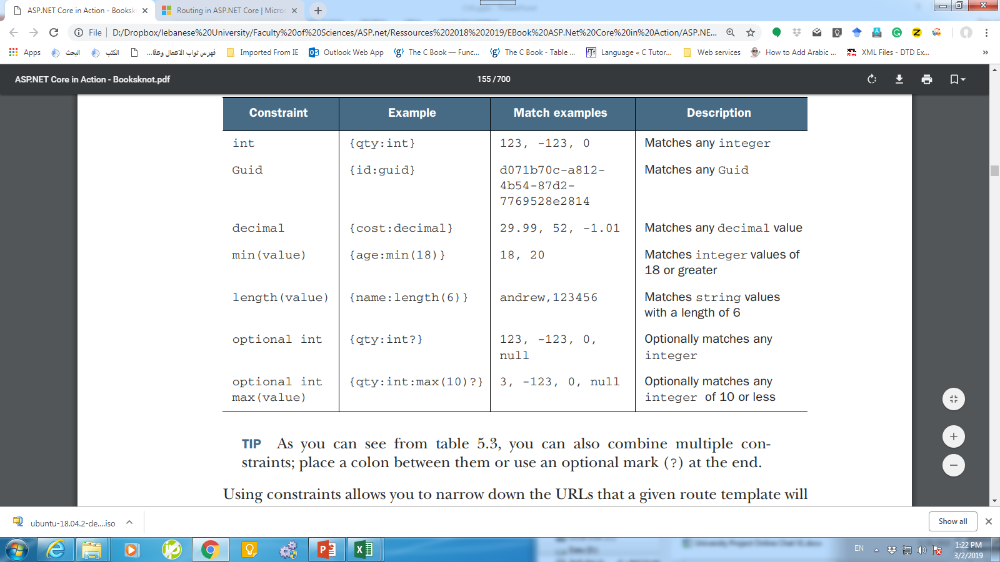 ASP.NET Core in Action - Booksk
Routing in ASP.NET Core | Micros
File
D:/Dropbox/lebanese%20University/Faculty%20of%20Sciences/ASP.net/Ressources%202018%202019/EBook%20ASP.Net%20Core%20in%20Action/ASP.NE...
Apps
البحث
الكتب
فهرس ثواب الاعمال وعقا...
Imported From IE
Outlook Web App
The C Book — Func...
The C Book - Table ...
Language « C Tutor...
Web services
How to Add Arabic ...
XML Files - DTD Ex...
ASP.NET Core in Action - Booksknot.pdf
155 / 700
Constraint Example Match examples Description
int {qty:int} 123, -123, 0 Matches any integer
Guid {id:guid} d071b70c-a812- Matches any Guid
4b54-87d2-
7769528e2814
decimal {cost:decimal} 29.99, 52, -1.01 Matches any decimal value
min(value) {age:min(18)} 18, 20 Matches integer values of
18 or greater
length(value) {name:length(6)} andrew,123456 Matches string values
with a length of 6
optional int {qty:int?} 123, -123, 0, Optionally matches any
null integer
optional int {qty:int:max(10)?} 3, -123, 0, null Optionally matches any
max(value) integer of 10 or less
TIP As you can see from table 5.3, you can also combine multiple con-
straints; place a colon between them or use an optional mark (?) at the end.
Using constraints allows you to narrow down the URLs that a given route template will
ubuntu-18.04.2-de....iso
Show all
EN
1:22 PM
3/2/2019